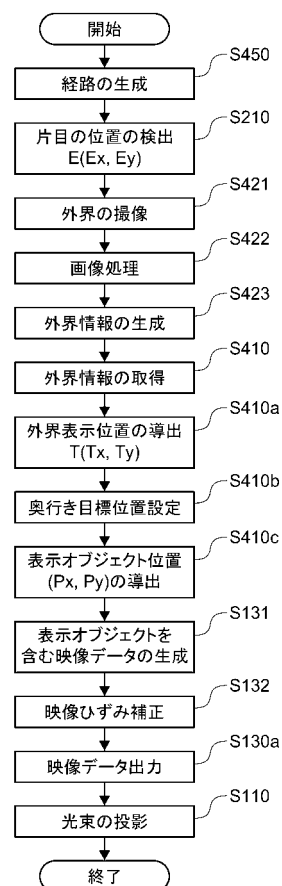 開始
S450
経路の生成
S210
片目の位置の検出
E(Ex, Ey)
S421
外界の撮像
S422
画像処理
S423
外界情報の生成
S410
外界情報の取得
S410a
外界表示位置の導出
T(Tx, Ty)
S410b
奥行き目標位置設定
S410c
表示オブジェクト位置
(Px, Py)の導出
S131
表示オブジェクトを
含む映像データの生成
S132
映像ひずみ補正
S130a
映像データ出力
S110
光束の投影
終了